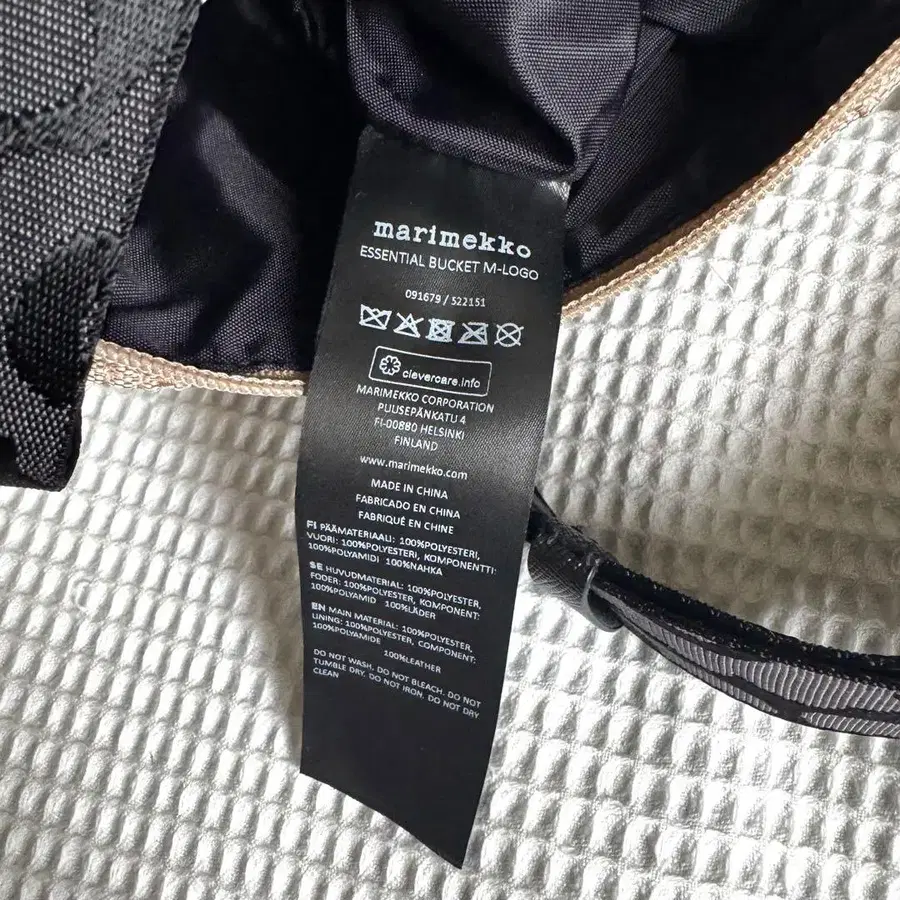 marimekko
ESSENTIAL BUCKET M-LOGO
091679 / 522151
clevercare.info
MARIMEKKO CORPORATION
PUUSEPÄNKATU 4
FI-00880 HELSINKI
FINLAND
www.marimekko.com
MADE IN CHINA
FABRICADO EN CHINA
FABRIQUÉ EN CHINE
FI PÄÄMATERIAALI: 100%POLYESTERI,
VUORI: 100%POLYESTERI, KOMPONENTTI:
100%POLYAMIDI 100%NAHKA
SE HUVUDMATERIAL: 100%POLYESTER,
FODER: 100%POLYESTER, KOMPONENT:
100%POLYAMID 100%LÄDER
EN MAIN MATERIAL: 100%POLYESTER,
LINING: 100%POLYESTER, COMPONENT:
100%POLYAMIDE
100%LEATHER
DO NOT WASH. DO NOT BLEACH. DO NOT
TUMBLE DRY. DO NOT IRON. DO NOT DRY
CLEAN